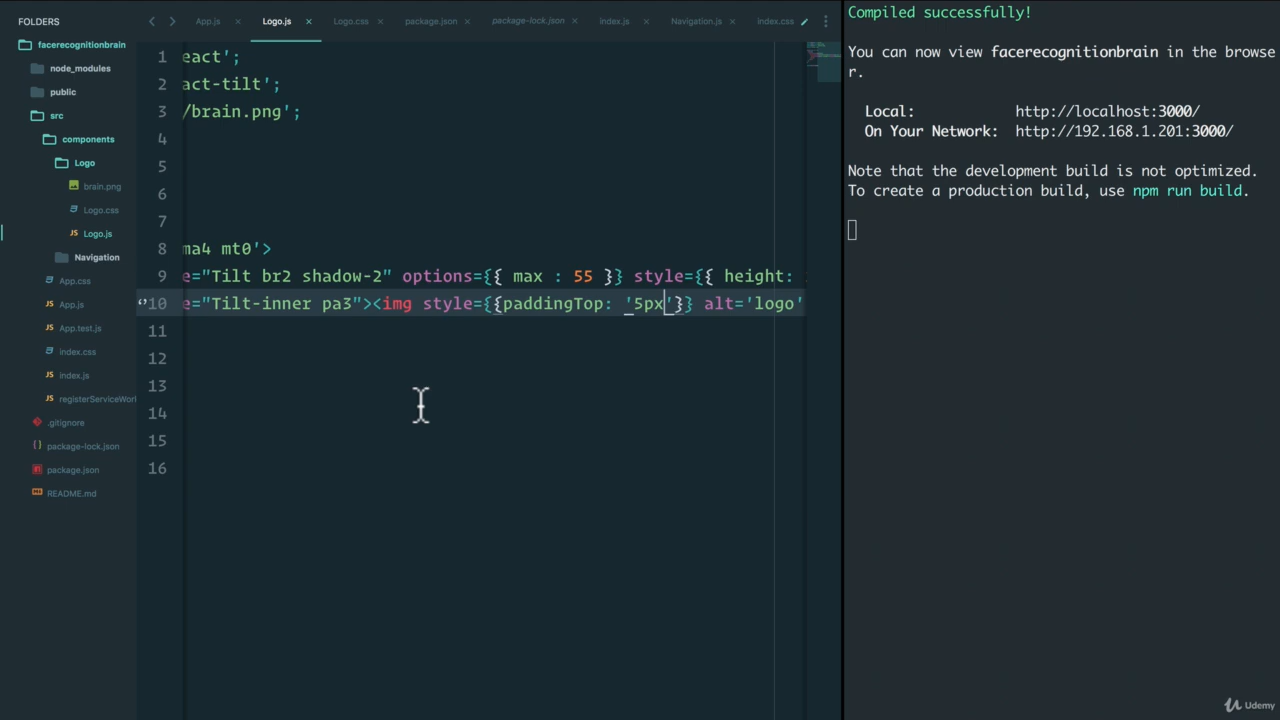 FOLDERS
facerecognitionbrain
node_modules
public
src
components
Logo
brain.png
Logo.css
JS Logo.js
Navigation
App.css
JS App.js
JS App.test.js
index.css
JS index.js
JS registerServiceWorl
.gitignore
package-lock.json
package.json
README.md
App.js × Logo.js × Logo.css × package.json × package-lock.json × index.js × Navigation.js × index.css
1 eact';
2 act-tilt';
3 /brain.png';
4
5
6
7
8 ma4 mt0'>
9 e="Tilt br2 shadow-2" options={{ max : 55 }} style={{ height:
10 e="Tilt-inner pa3"><img style={{paddingTop: '5px'}} alt='logo'
11
12
13
14
15
16
Compiled successfully!
You can now view facerecognitionbrain in the browse
r.
Local: http://localhost:3000/
On Your Network: http://192.168.1.201:3000/
Note that the development build is not optimized.
To create a production build, use npm run build.
Udemy